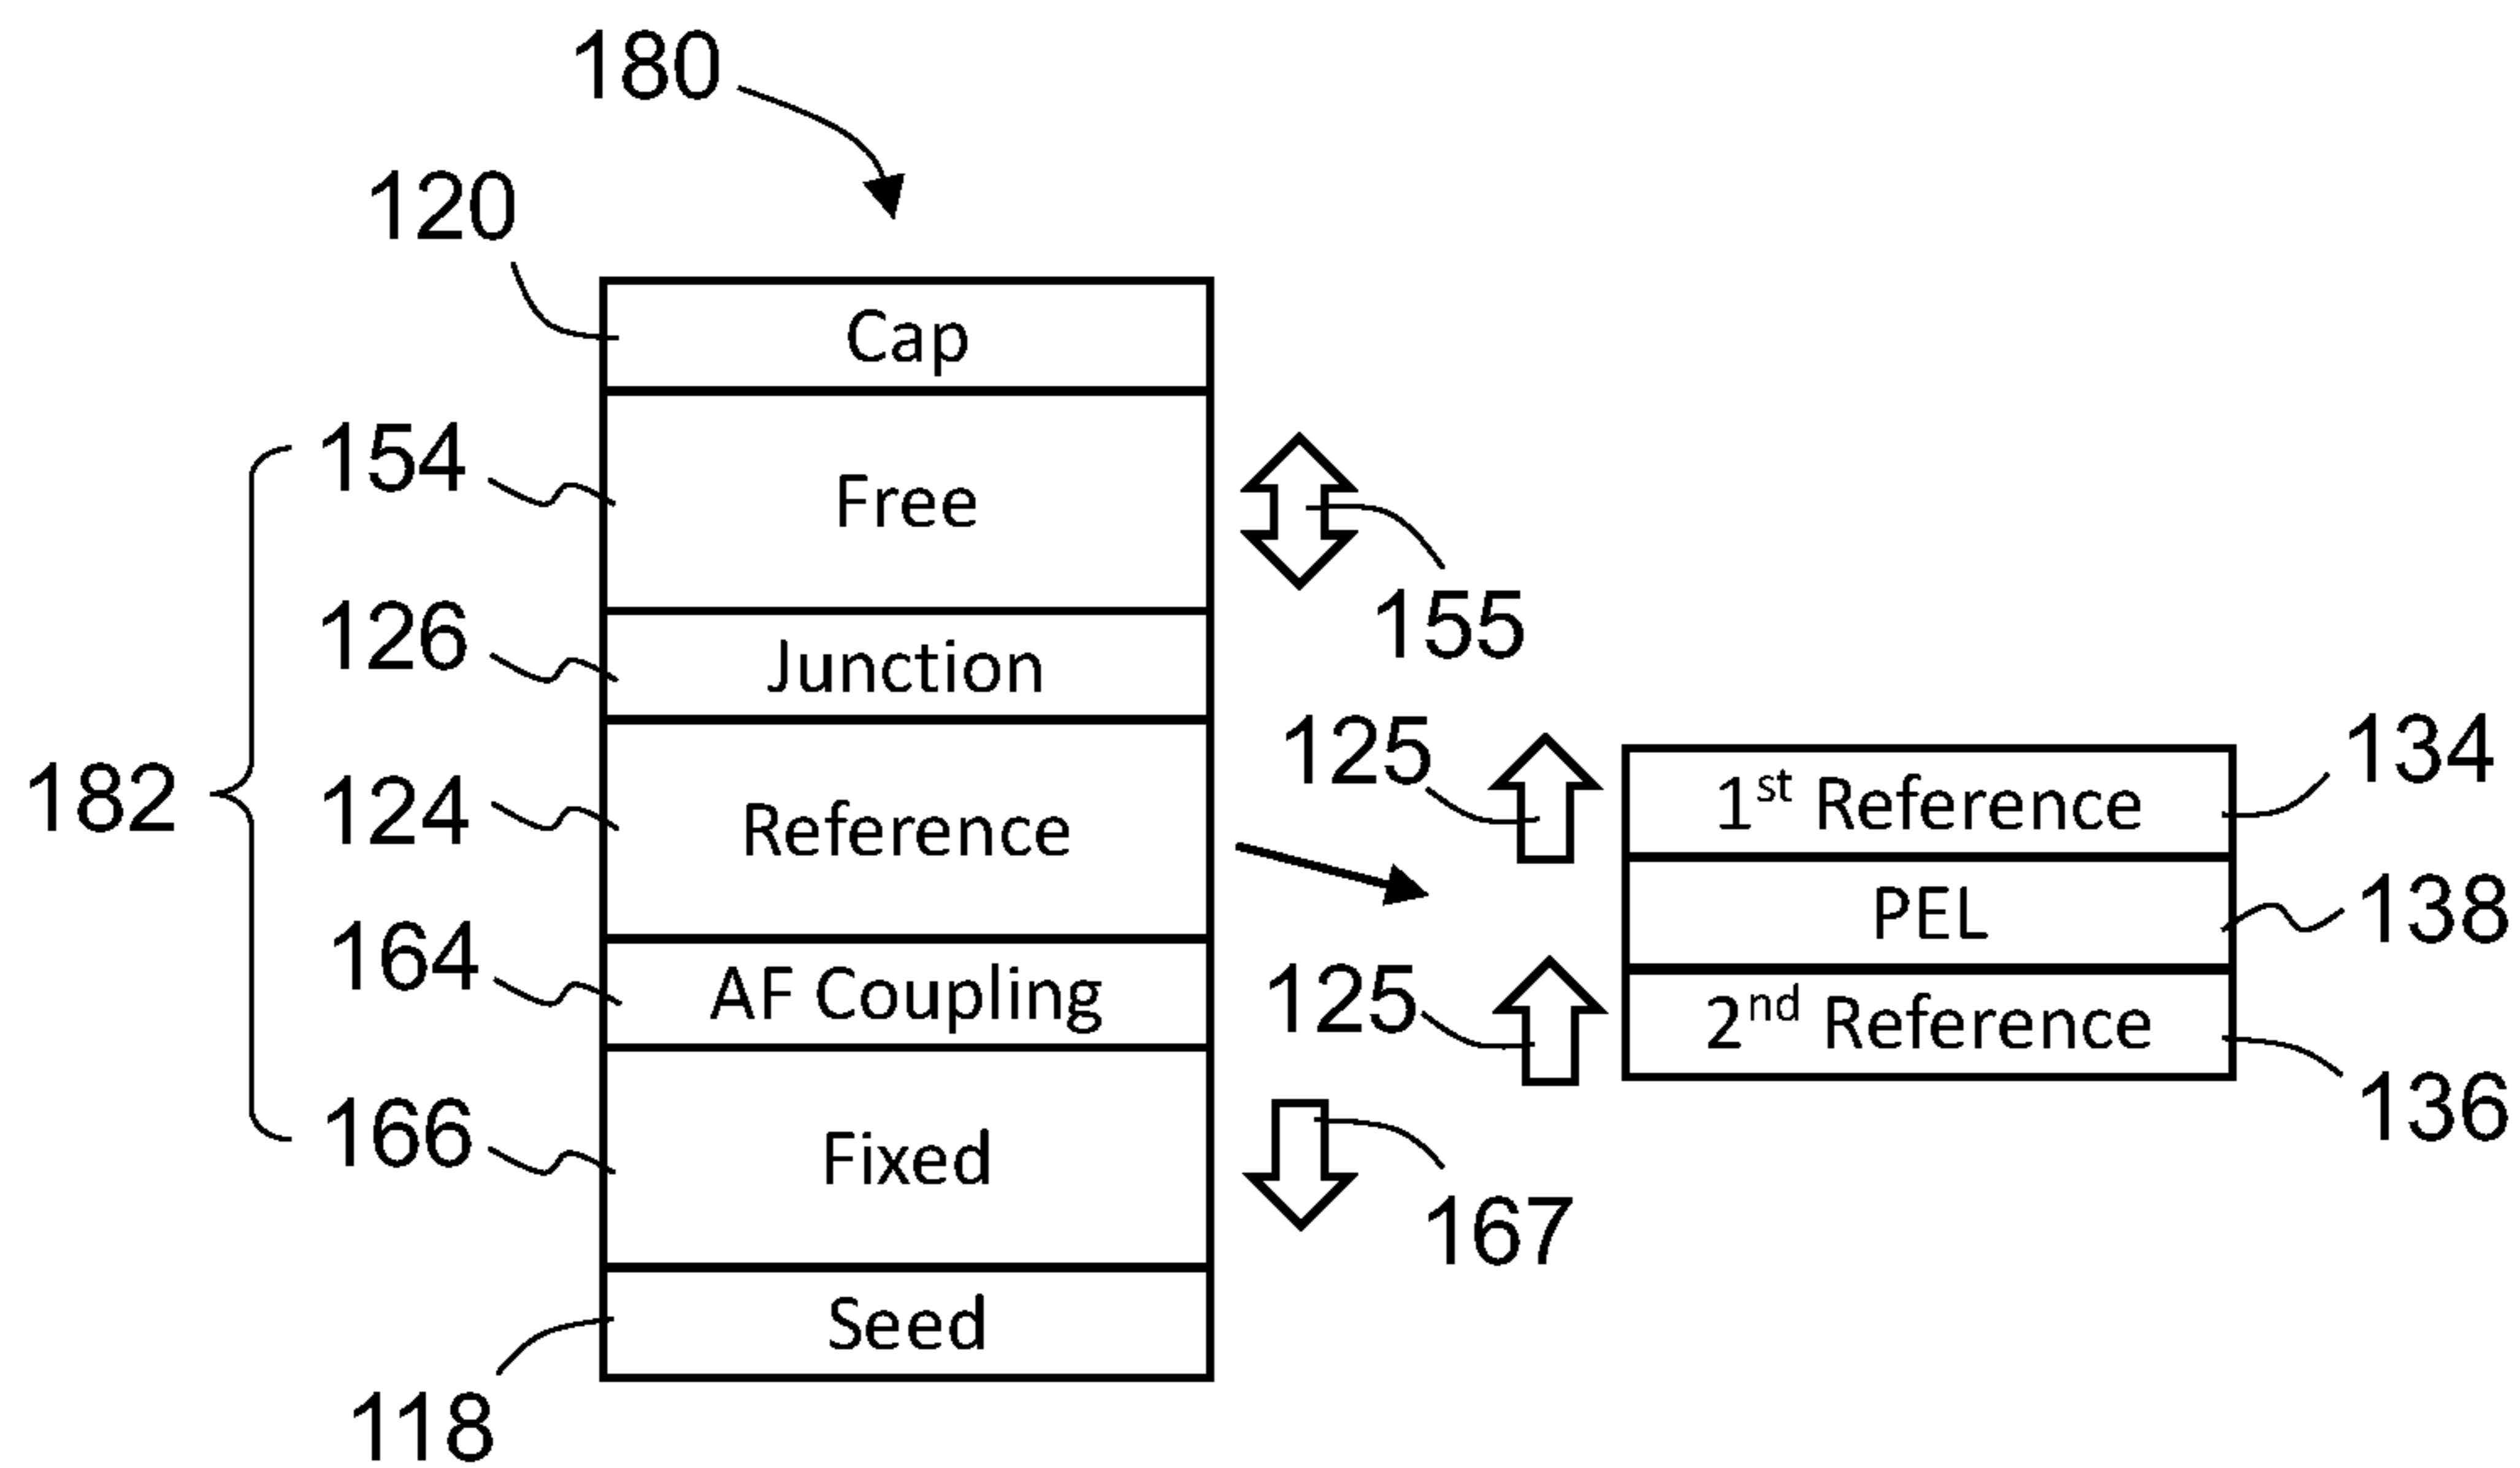 180
120
Cap
154
Free
155
126
Junction
182
124
Reference
125
1st Reference
134
PEL
138
164
AF Coupling
125
2nd Reference
136
166
Fixed
167
Seed
118